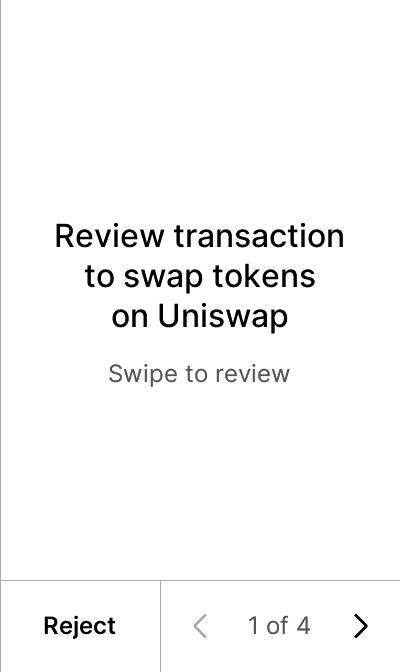 Review transaction
to swap tokens
on Uniswap
Swipe to review
Reject
1 of 4